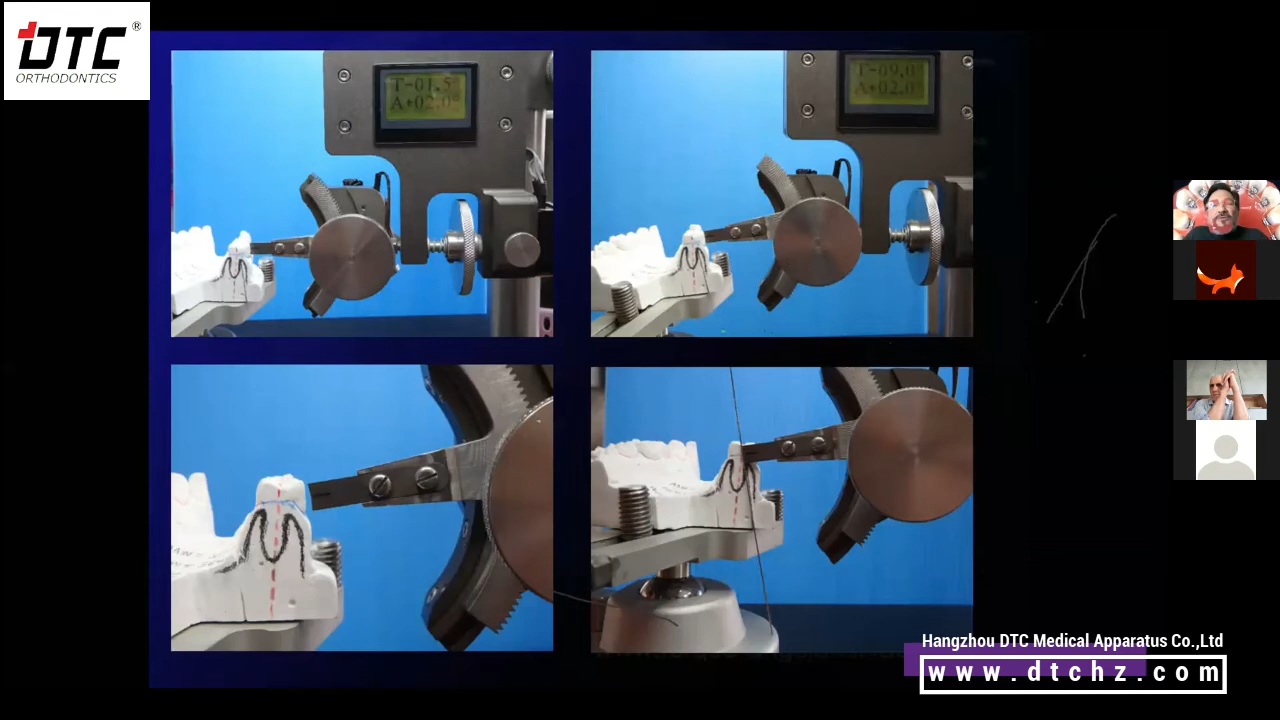 DTC®
ORTHODONTICS
T-01.5°
A+02.0°
T-09.0
A+02.0°
Hangzhou DTC Medical Apparatus Co.,Ltd
www.dtchz.com